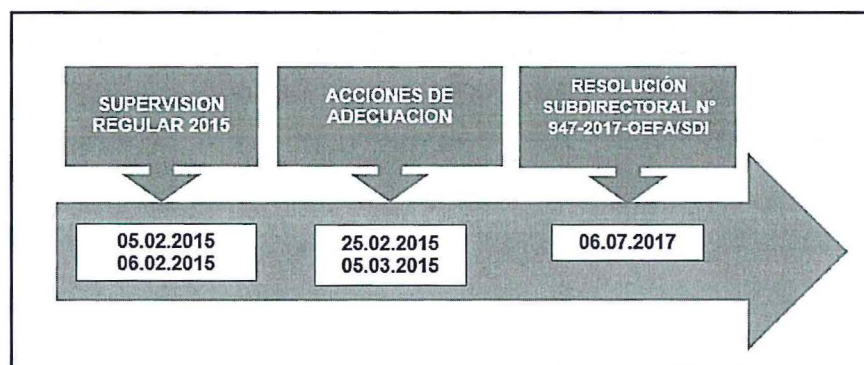 SUPERVISION
REGULAR 2015
ACCIONES DE
ADECUACION
RESOLUCIÓN
SUBDIRECTORAL N°
947-2017-OEFA/SDI
05.02.2015
06.02.2015
25.02.2015
05.03.2015
06.07.2017